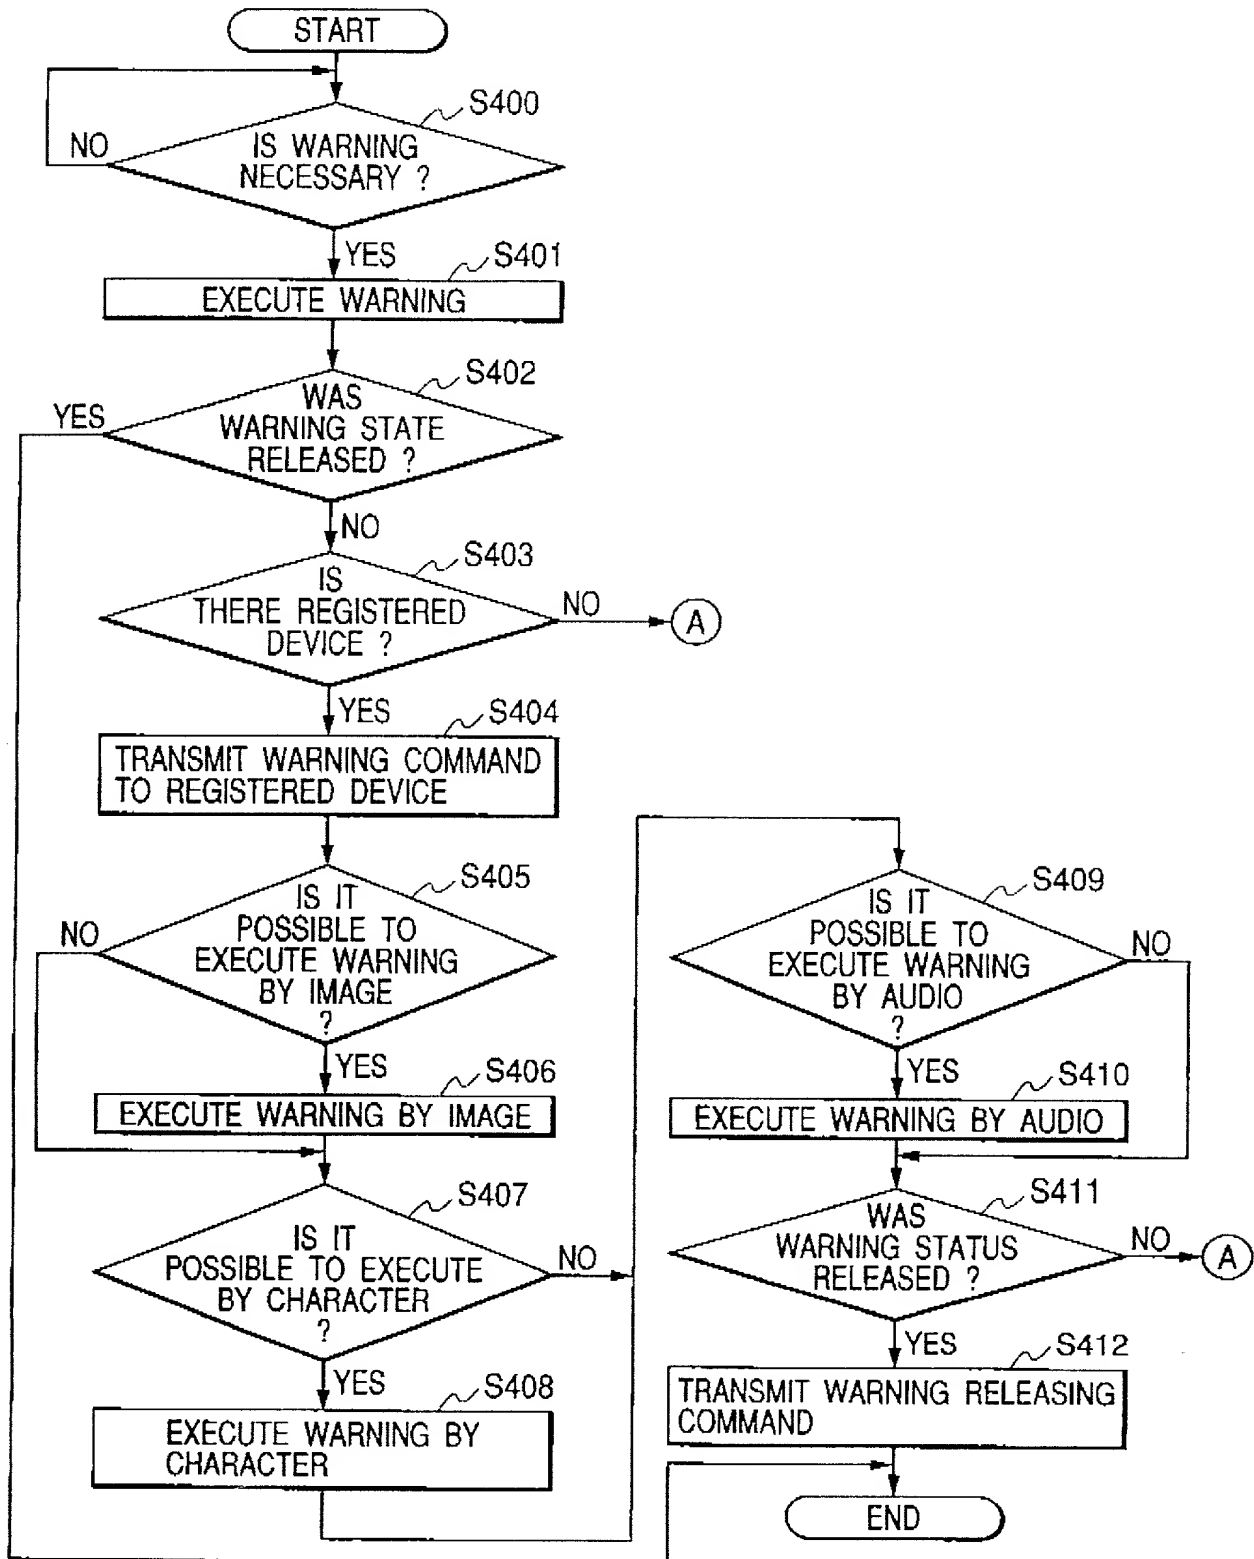 START
S400
NO
IS WARNING
NECESSARY ?
YES
S401
EXECUTE WARNING
S402
YES
WAS
WARNING STATE
RELEASED ?
NO
S403
IS
THERE REGISTERED
DEVICE ?
NO
A
YES
S404
TRANSMIT WARNING COMMAND
TO REGISTERED DEVICE
S405
NO
IS IT
POSSIBLE TO
EXECUTE WARNING
BY IMAGE
?
YES
S406
EXECUTE WARNING BY IMAGE
S407
IS IT
POSSIBLE TO EXECUTE
BY CHARACTER
?
NO
YES
S408
EXECUTE WARNING BY
CHARACTER
S409
IS IT
POSSIBLE TO
EXECUTE WARNING
BY AUDIO
?
NO
YES
S410
EXECUTE WARNING BY AUDIO
S411
WAS
WARNING STATUS
RELEASED ?
NO
A
YES
S412
TRANSMIT WARNING RELEASING
COMMAND
END